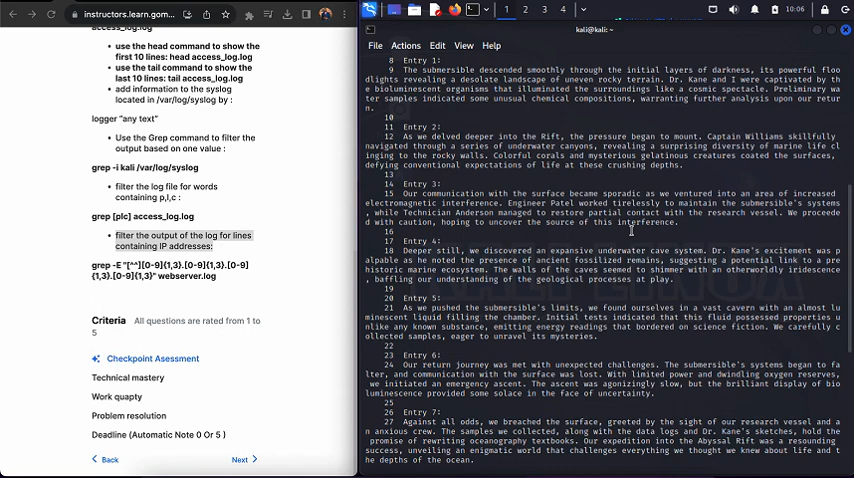 instructors.learn.gom...
access_log.log
use the head command to show the
first 10 lines: head access_log.log
use the tail command to show the
last 10 lines: tail access_log.log
add information to the syslog
located in /var/log/syslog by :
logger "any text"
Use the Grep command to filter the
output based on one value :
grep -i kali /var/log/syslog
filter the log file for words
containing p,l,c :
grep [plc] access_log.log
filter the output of the log for lines
containing IP addresses:
grep -E "[^^][0-9]{1,3}.[0-9]{1,3}.[0-9]
{1,3}.[0-9]{1,3}" webserver.log
Criteria All questions are rated from 1 to
5
Checkpoint Asessment
Technical mastery
Work quapty
Problem resolution
Deadline (Automatic Note 0 Or 5 )
Back Next
1 2 3 4
10:06
kali@kali: ~
File Actions Edit View Help
8 Entry 1:
9 The submersible descended smoothly through the initial layers of darkness, its powerful floo
dlights revealing a desolate landscape of uneven rocky terrain. Dr. Kane and I were captivated by th
e bioluminescent organisms that illuminated the surroundings like a cosmic spectacle. Preliminary wa
ter samples indicated some unusual chemical compositions, warranting further analysis upon our retur
n.
10
11 Entry 2:
12 As we delved deeper into the Rift, the pressure began to mount. Captain Williams skillfully
navigated through a series of underwater canyons, revealing a surprising diversity of marine life cl
inging to the rocky walls. Colorful corals and mysterious gelatinous creatures coated the surfaces,
defying conventional expectations of life at these crushing depths.
13
14 Entry 3:
15 Our communication with the surface became sporadic as we ventured into an area of increased
electromagnetic interference. Engineer Patel worked tirelessly to maintain the submersible's systems
, while Technician Anderson managed to restore partial contact with the research vessel. We proceede
d with caution, hoping to uncover the source of this interference.
16
17 Entry 4:
18 Deeper still, we discovered an expansive underwater cave system. Dr. Kane's excitement was p
alpable as he noted the presence of ancient fossilized remains, suggesting a potential link to a pre
historic marine ecosystem. The walls of the caves seemed to shimmer with an otherworldly iridescence
, baffling our understanding of the geological processes at play.
19
20 Entry 5:
21 As we pushed the submersible's limits, we found ourselves in a vast cavern with an almost lu
minescent liquid filling the chamber. Initial tests indicated that this fluid possessed properties u
nlike any known substance, emitting energy readings that bordered on science fiction. We carefully c
ollected samples, eager to unravel its mysteries.
22
23 Entry 6:
24 Our return journey was met with unexpected challenges. The submersible's systems began to fa
lter, and communication with the surface was lost. With limited power and dwindling oxygen reserves,
we initiated an emergency ascent. The ascent was agonizingly slow, but the brilliant display of bio
luminescence provided some solace in the face of uncertainty.
25
26 Entry 7:
27 Against all odds, we breached the surface, greeted by the sight of our research vessel and a
n anxious crew. The samples we collected, along with the data logs and Dr. Kane's sketches, hold the
promise of rewriting oceanography textbooks. Our expedition into the Abyssal Rift was a resounding
success, unveiling an enigmatic world that challenges everything we thought we knew about life and t
he depths of the ocean.